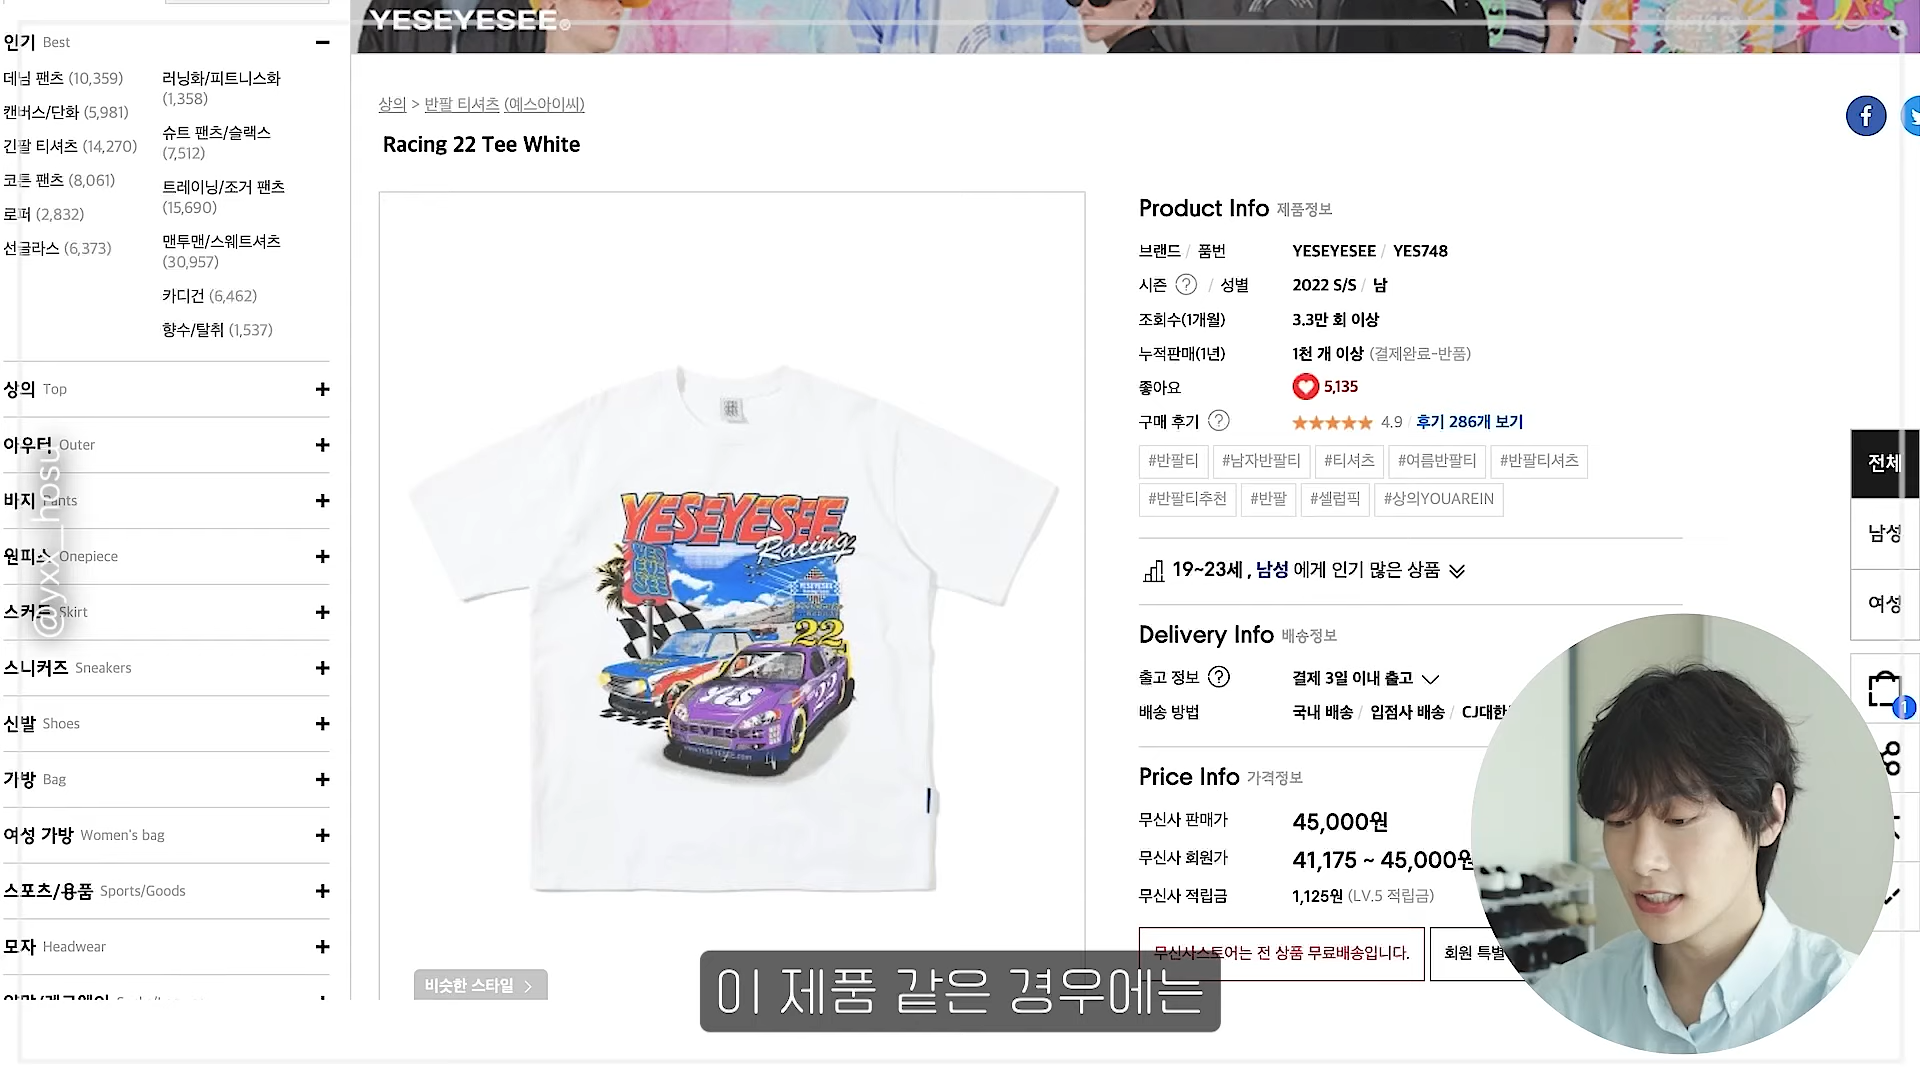 YESEYESEE®
인기 Best
데님 팬츠 (10,359)
캔버스/단화 (5,981)
긴팔 티셔츠 (14,270)
코튼 팬츠 (8,061)
로퍼 (2,832)
선글라스 (6,373)
러닝화/피트니스화
(1,358)
슈트 팬츠/슬랙스
(7,512)
트레이닝/조거 팬츠
(15,690)
맨투맨/스웨트셔츠
(30,957)
카디건 (6,462)
향수/탈취 (1,537)
상의 Top
아우터 Outer
바지 Pants
원피스 Onepiece
스커트 Skirt
스니커즈 Sneakers
신발 Shoes
가방 Bag
여성 가방 Women's bag
스포츠/용품 Sports/Goods
모자 Headwear
@yxx__hosu
상의 > 반팔 티셔츠 (예스아이씨)
Racing 22 Tee White
YESEYESEE
Racing
YES
EYE
SEE
22
YES
22
비슷한 스타일 >
Product Info 제품정보
브랜드 / 품번 YESEYESEE / YES748
시즌 ? / 성별 2022 S/S / 남
조회수(1개월) 3.3만 회 이상
누적판매(1년) 1천 개 이상 (결제완료-반품)
좋아요 5,135
구매 후기 ? ★★★★★ 4.9 / 후기 286개 보기
#반팔티 #남자반팔티 #티셔츠 #여름반팔티 #반팔티셔츠
#반팔티추천 #반팔 #셀럽픽 #상의YOUAREIN
19~23세 , 남성 에게 인기 많은 상품
Delivery Info 배송정보
출고 정보 ? 결제 3일 이내 출고
배송 방법 국내 배송 / 입점사 배송 / CJ대한
Price Info 가격정보
무신사 판매가 45,000원
무신사 회원가 41,175 ~ 45,000원
무신사 적립금 1,125원 (LV.5 적립금)
무신사스토어는 전 상품 무료배송입니다.
회원 특별
전체
남성
여성
1
이 제품 같은 경우에는